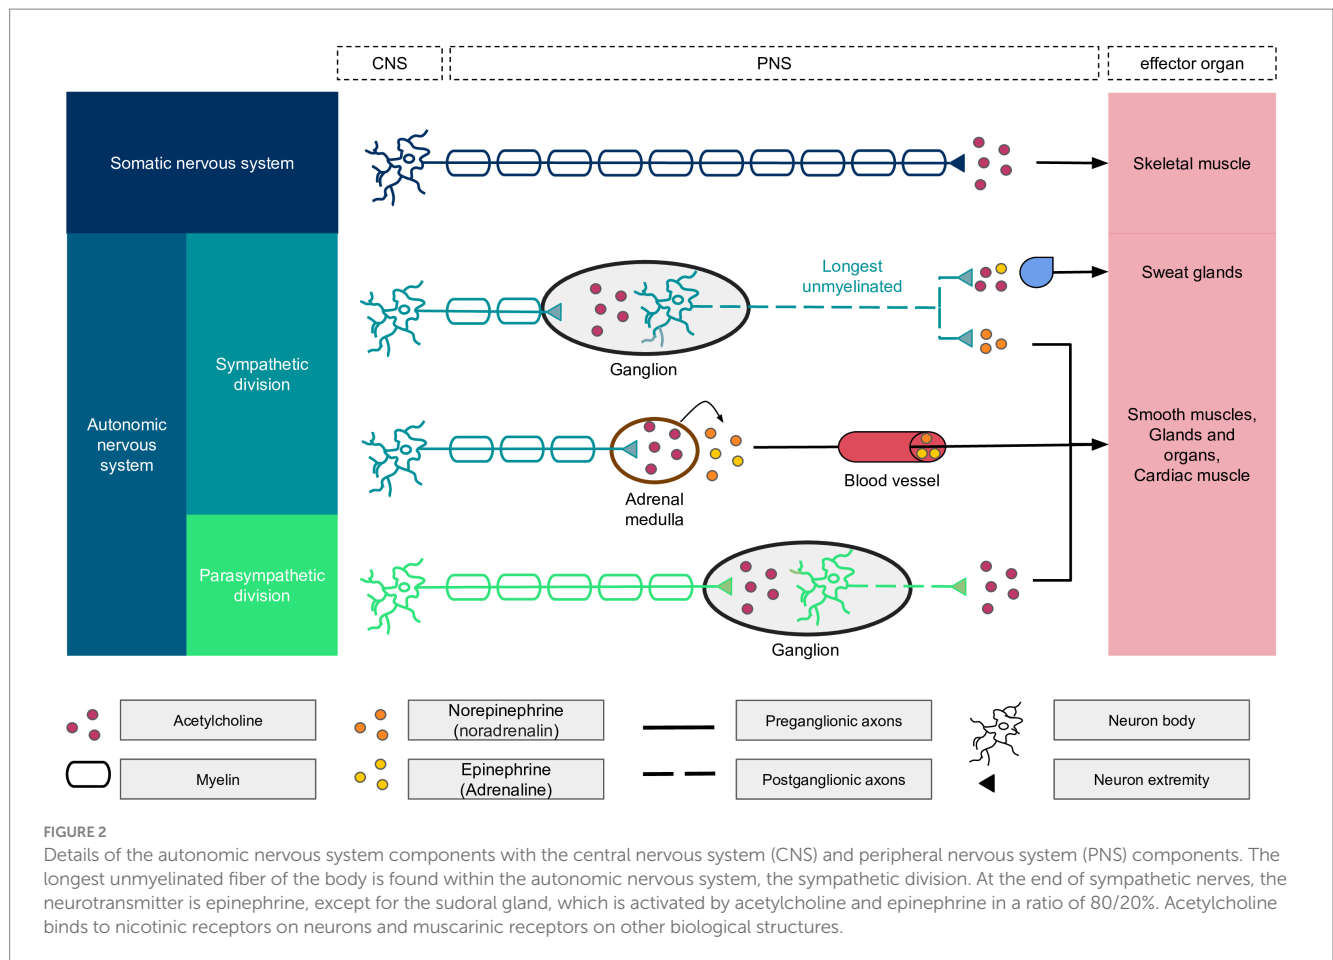 CNS
PNS
effector organ
Somatic nervous system
Skeletal muscle
Autonomic
nervous
system
Sympathetic
division
Longest
unmyelinated
Sweat glands
Ganglion
Adrenal
medulla
Blood vessel
Smooth muscles,
Glands and
organs,
Cardiac muscle
Parasympathetic
division
Ganglion
Acetylcholine
Norepinephrine
(noradrenalin)
Preganglionic axons
Neuron body
Myelin
Epinephrine
(Adrenaline)
Postganglionic axons
Neuron extremity
FIGURE 2
Details of the autonomic nervous system components with the central nervous system (CNS) and peripheral nervous system (PNS) components. The
longest unmyelinated fiber of the body is found within the autonomic nervous system, the sympathetic division. At the end of sympathetic nerves, the
neurotransmitter is epinephrine, except for the sudoral gland, which is activated by acetylcholine and epinephrine in a ratio of 80/20%. Acetylcholine
binds to nicotinic receptors on neurons and muscarinic receptors on other biological structures.